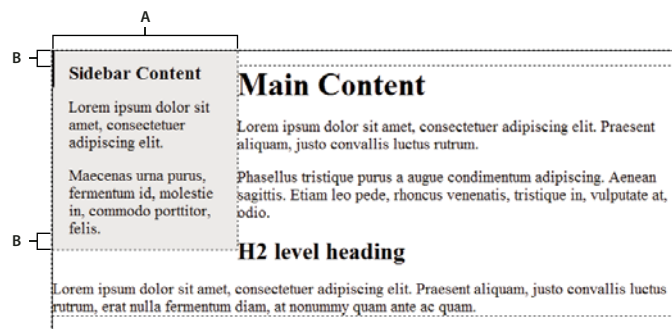 A
B
Sidebar Content
Lorem ipsum dolor sit
amet, consectetuer
adipiscing elit.
Maecenas urna purus,
fermentum id, molestie
in, commodo porttitor,
felis.
B
Main Content
Lorem ipsum dolor sit amet, consectetuer adipiscing elit. Praesent
aliquam, justo convallis luctus rutrum.
Phasellus tristique purus a augue condimentum adipiscing. Aenean
sagittis. Etiam leo pede, rhoncus venenatis, tristique in, vulputate at,
odio.
H2 level heading
Lorem ipsum dolor sit amet, consectetuer adipiscing elit. Praesent aliquam, justo convallis luctus
rutrum, erat nulla fermentum diam, at nonummy quam ante ac quam.